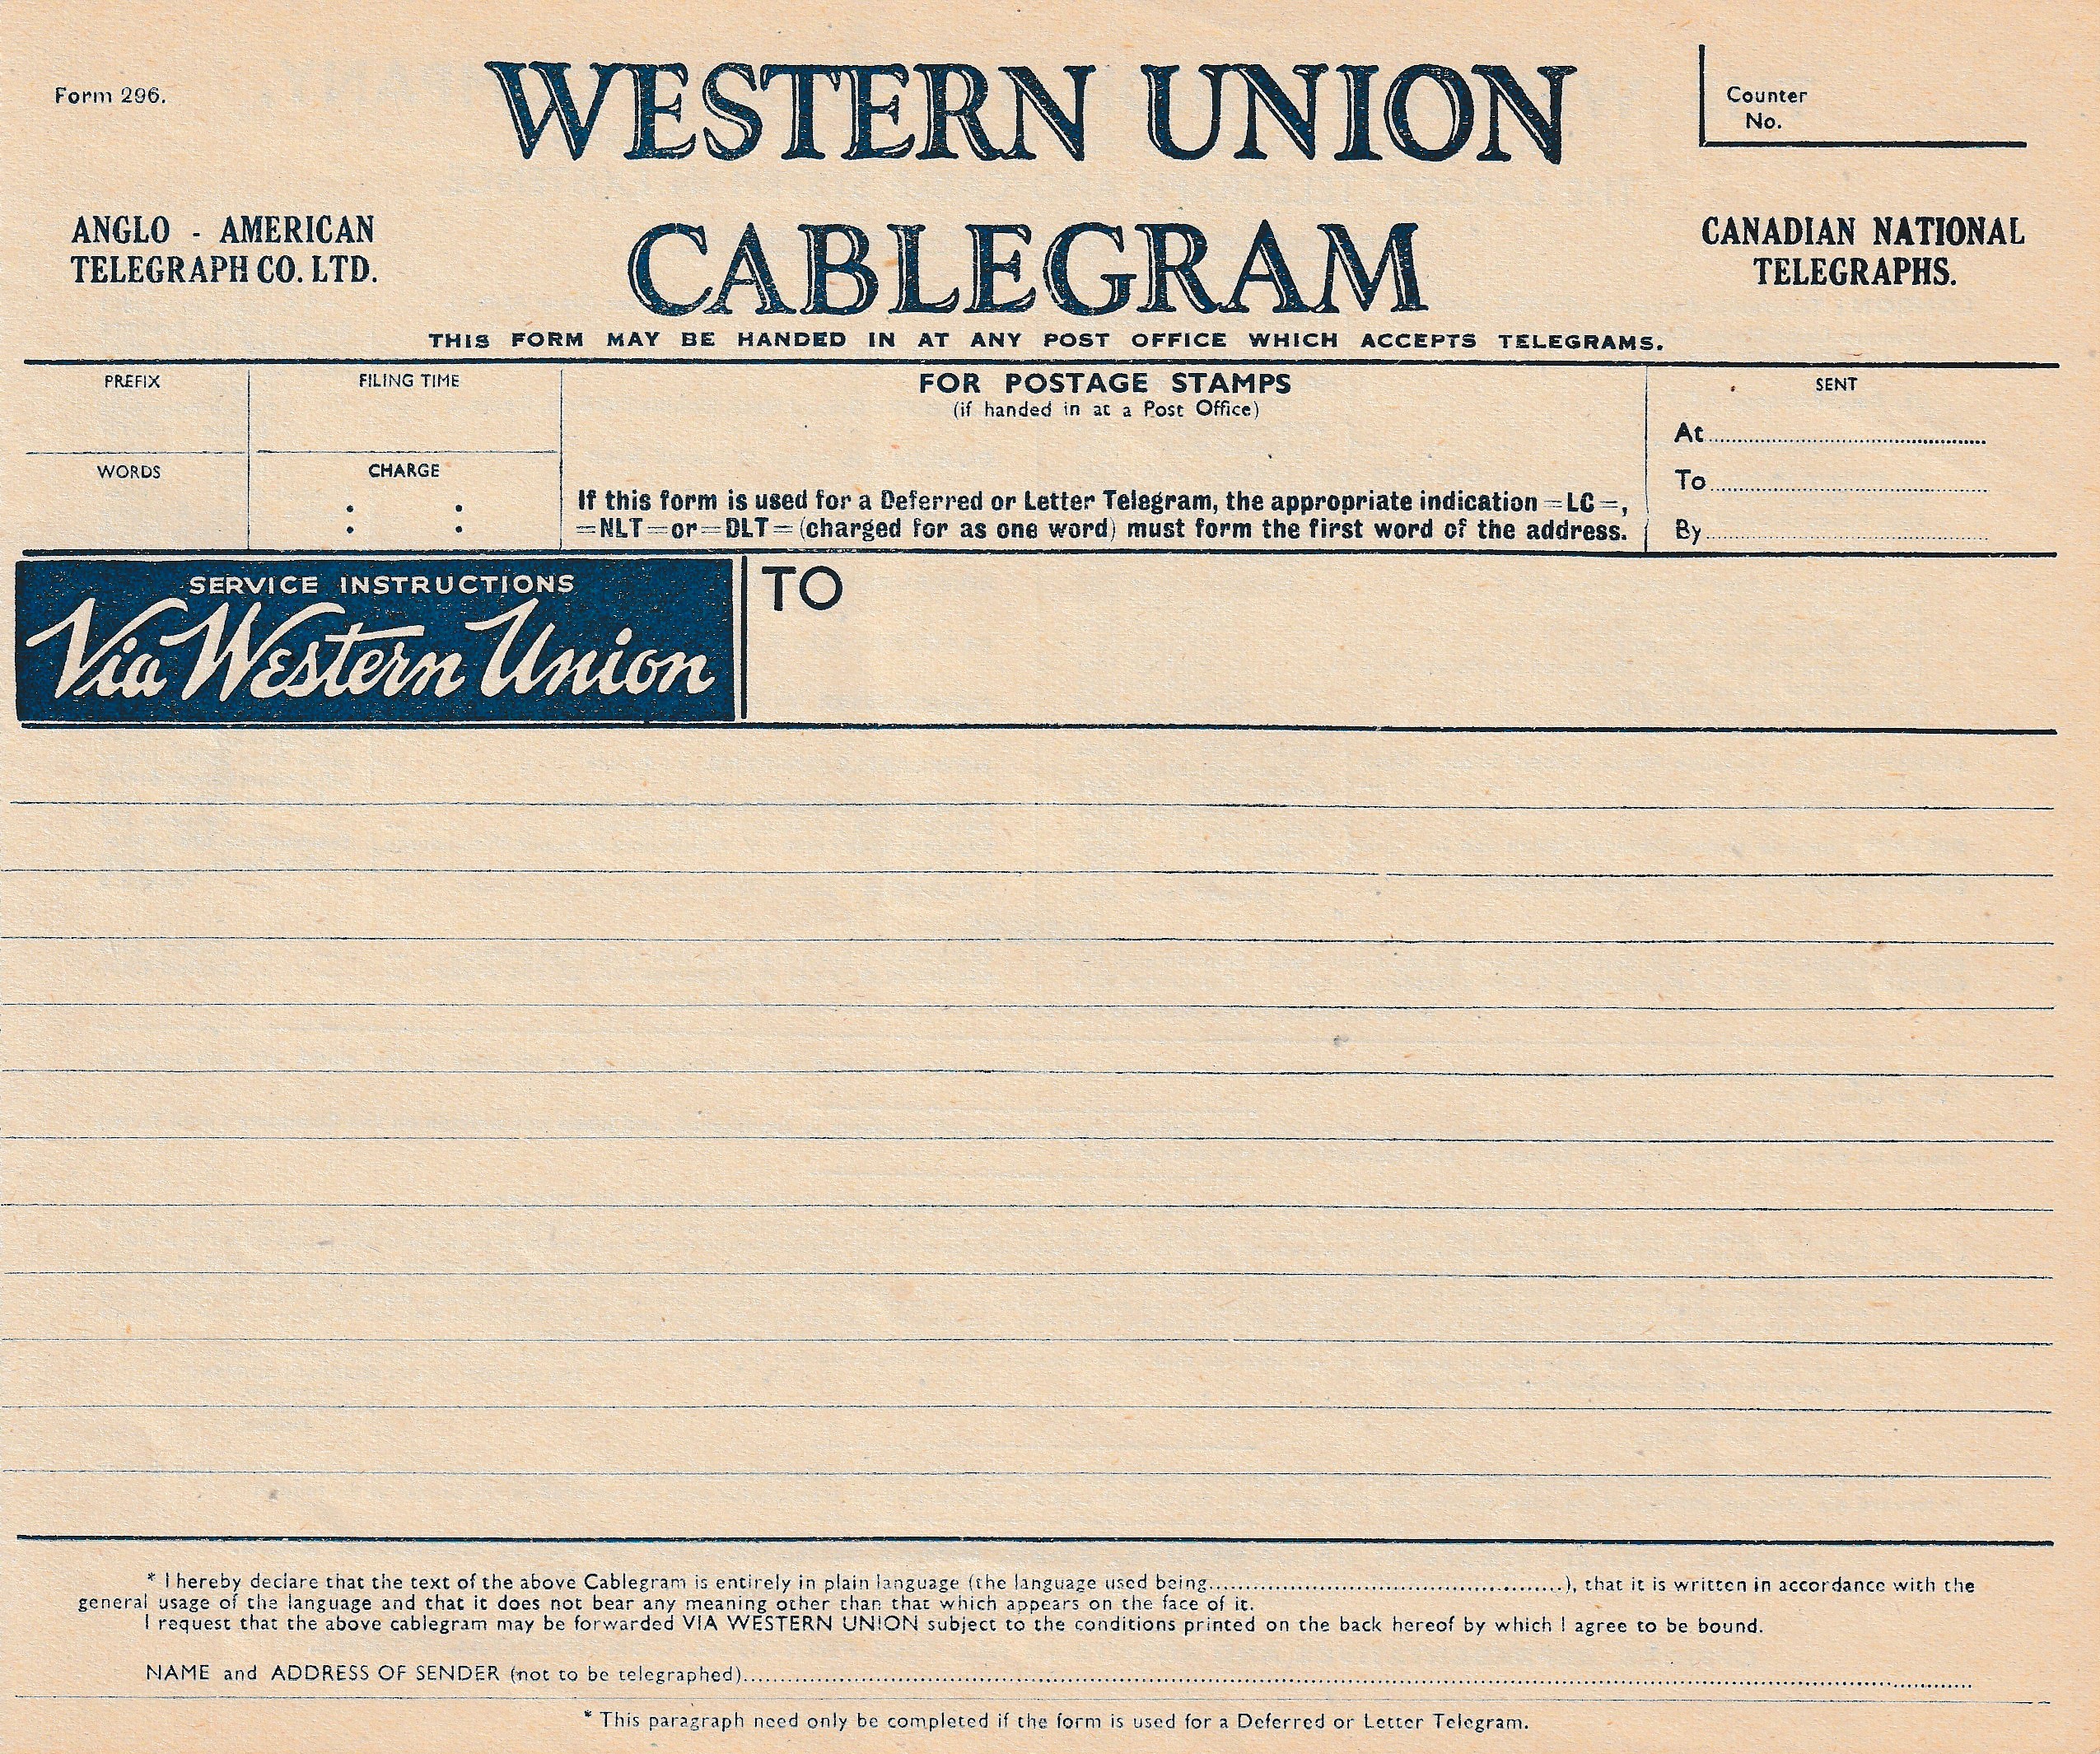 Form 296.
WESTERN UNION
Counter
No.
ANGLO - AMERICAN
TELEGRAPH CO. LTD.
CABLEGRAM
CANADIAN NATIONAL
TELEGRAPHS.
THIS FORM MAY BE HANDED IN AT ANY POST OFFICE WHICH ACCEPTS TELEGRAMS.
PREFIX
FILING TIME
WORDS
CHARGE
: :
FOR POSTAGE STAMPS
(if handed in at a Post Office)
If this form is used for a Deferred or Letter Telegram, the appropriate indication =LC=,
=NLT=or=DLT= (charged for as one word) must form the first word of the address.
SENT
At
To
By
SERVICE INSTRUCTIONS
Via Western Union
TO
* I hereby declare that the text of the above Cablegram is entirely in plain language (the language used being..........), that it is written in accordance with the
general usage of the language and that it does not bear any meaning other than that which appears on the face of it.
I request that the above cablegram may be forwarded VIA WESTERN UNION subject to the conditions printed on the back hereof by which I agree to be bound.
NAME and ADDRESS OF SENDER (not to be telegraphed)
* This paragraph need only be completed if the form is used for a Deferred or Letter Telegram.